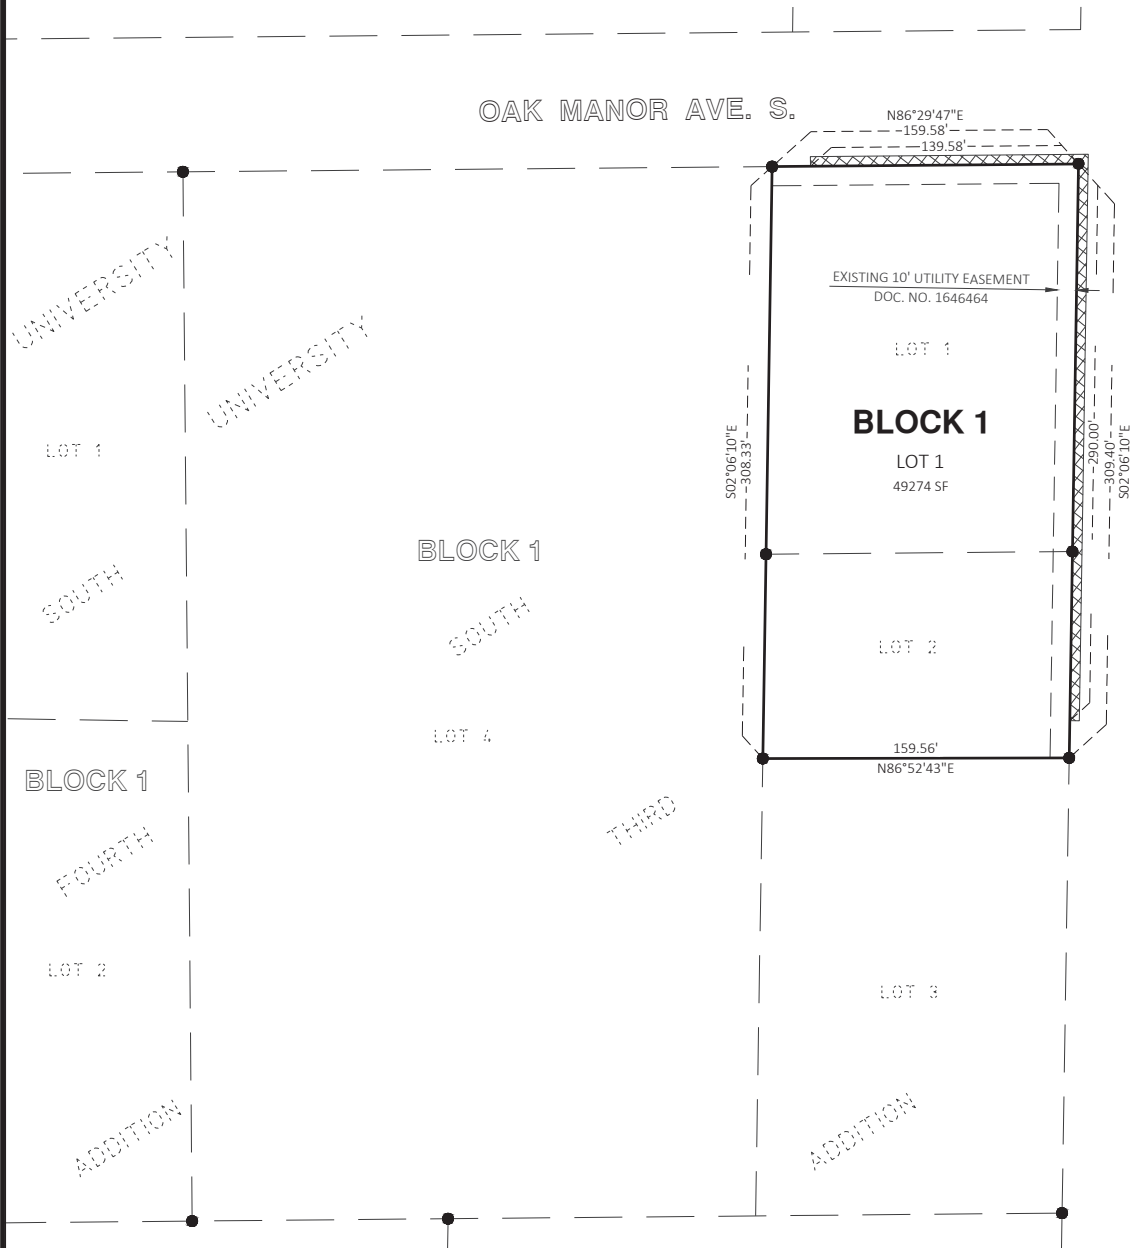 OAK MANOR AVE. S.
N86°29'47"E
159.58'
139.58'
UNIVERSITY
UNIVERSITY
EXISTING 10' UTILITY EASEMENT
DOC. NO. 1646464
LOT 1
BLOCK 1
LOT 1
49274 SF
S02°06'10"E
308.33'
290.00'
309.40'
S02°06'10"E
LOT 1
BLOCK 1
SOUTH
SOUTH
LOT 2
LOT 4
159.56'
N86°52'43"E
BLOCK 1
THIRD
FOURTH
LOT 2
LOT 3
ADDITION
ADDITION